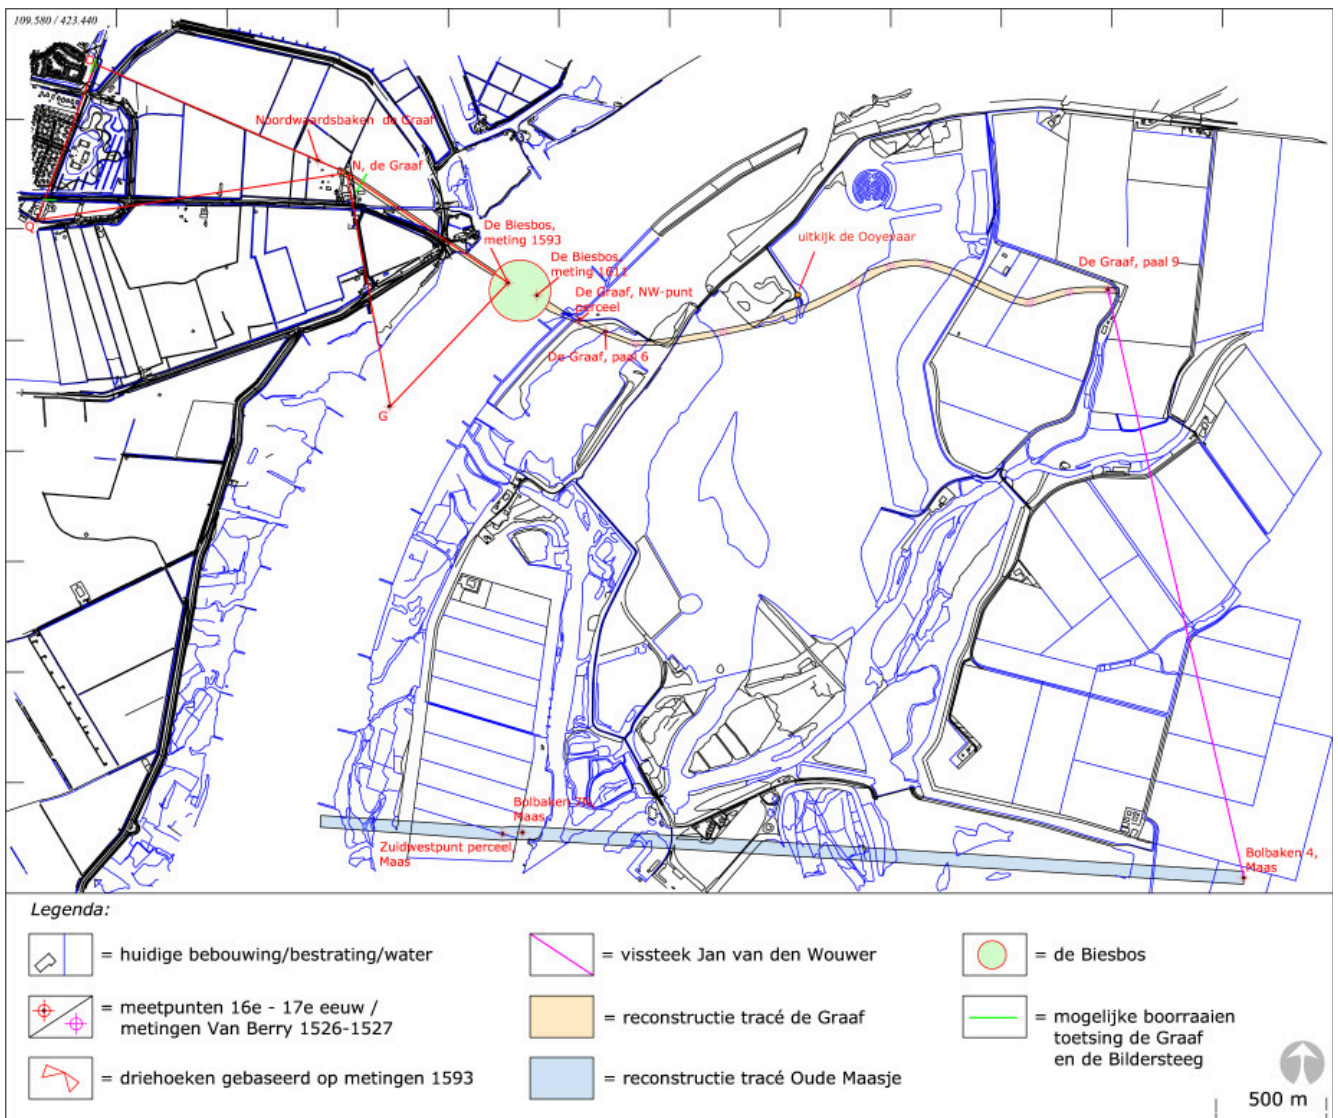 109.580 / 423.440
O
Noordwaardsbaken de Graaf
N, de Graaf
Q
De Biesbos,
meting 1593
De Biesbos,
meting 1611
uitkijk de Ooyevaar
De Graaf, paal 9
De Graaf, NW-punt
perceel
De Graaf, paal 6
G
Bolbaken 7N,
Maas
Zuidwestpunt perceel,
Maas
Bolbaken 4,
Maas
Legenda:
= huidige bebouwing/bestrating/water
= meetpunten 16e - 17e eeuw /
metingen Van Berry 1526-1527
= driehoeken gebaseerd op metingen 1593
= vissteek Jan van den Wouwer
= reconstructie tracé de Graaf
= reconstructie tracé Oude Maasje
= de Biesbos
= mogelijke boorraaien
toetsing de Graaf
en de Bildersteeg
500 m